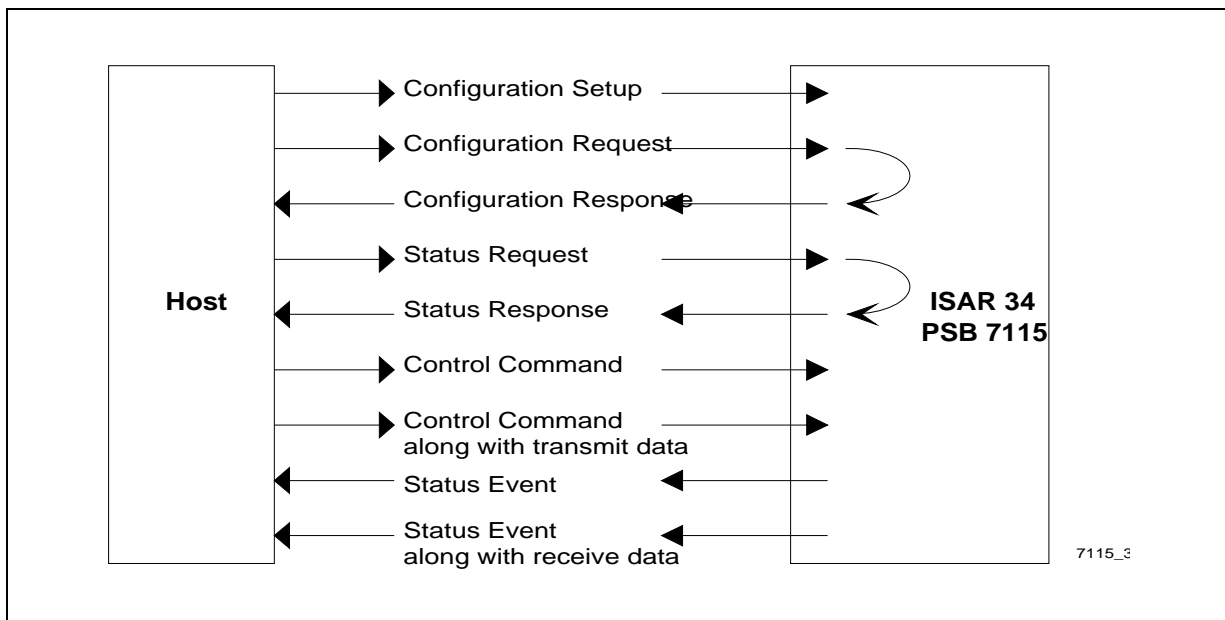 Configuration Setup
Configuration Request
Configuration Response
Status Request
Host
Status Response
ISAR 34
PSB 7115
Control Command
Control Command
along with transmit data
Status Event
Status Event
along with receive data
7115_3